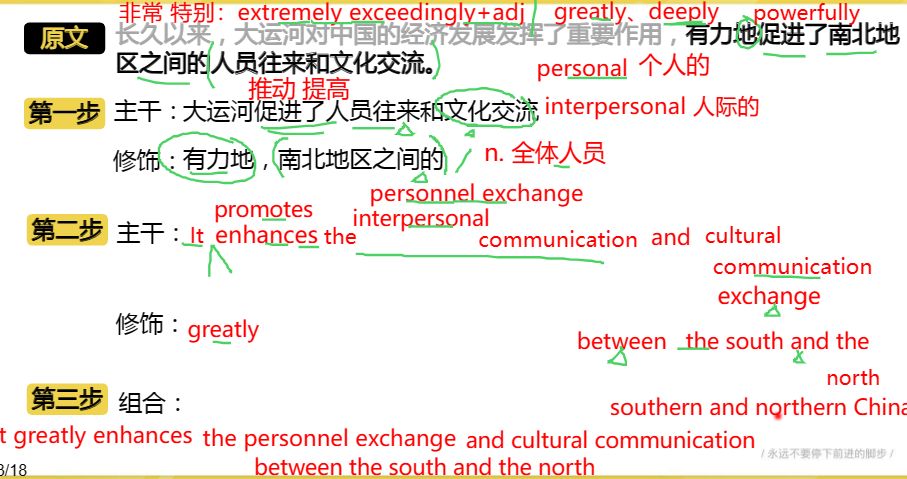 非常 特别：extremely exceedingly+adj greatly、deeply powerfully
原文 长久以来，大运河对中国的经济发展发挥了重要作用，有力地促进了南北地
区之间的人员往来和文化交流。
personal 个人的
推动 提高
第一步 主干：大运河促进了人员往来和文化交流 interpersonal 人际的
修饰：有力地，南北地区之间的 n. 全体人员
personnel exchange
promotes interpersonal
第二步 主干：It enhances the communication and cultural
communication
exchange
修饰：greatly
between the south and the
north
第三步 组合：
southern and northern China
t greatly enhances the personnel exchange and cultural communication
between the south and the north
/ 永远不要停下前进的脚步 /
3/18